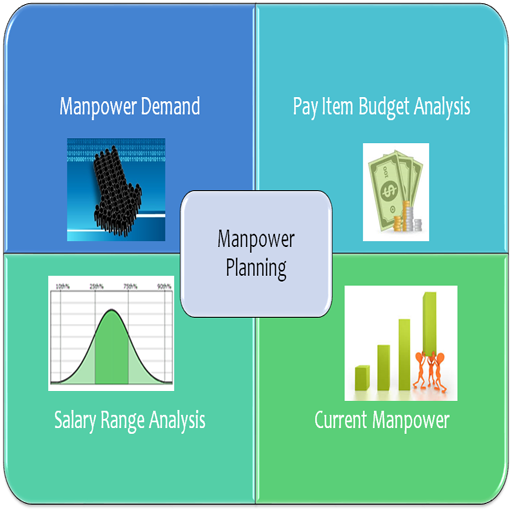 Manpower Demand
Pay Item Budget Analysis
Manpower
Planning
10th% 25th% 75th% 90th%
Salary Range Analysis
Current Manpower